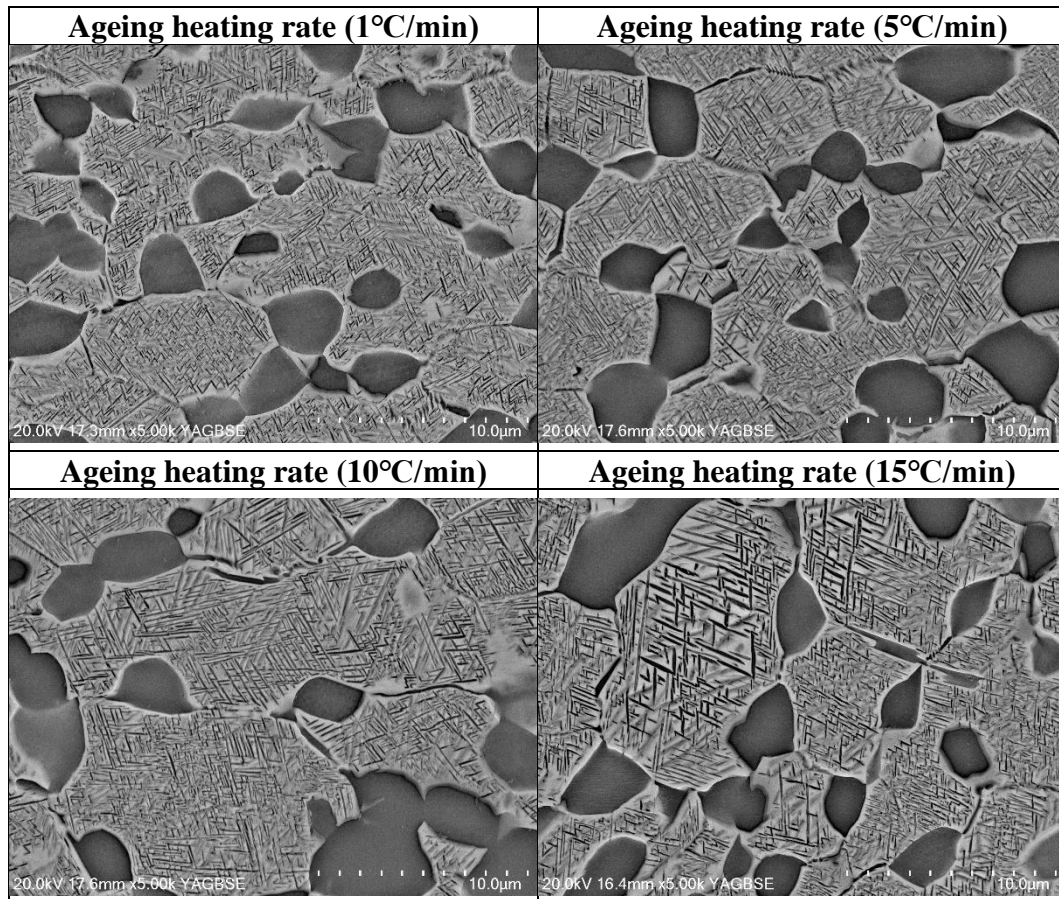 Ageing heating rate (1°C/min)
Ageing heating rate (5°C/min)
20.0kV 17.3mm x5.00k YAGBSE
10.0µm
20.0kV 17.6mm x5.00k YAGBSE
10.0µm
Ageing heating rate (10°C/min)
Ageing heating rate (15°C/min)
20.0kV 17.6mm x5.00k YAGBSE
10.0µm
20.0kV 16.4mm x5.00k YAGBSE
10.0µm